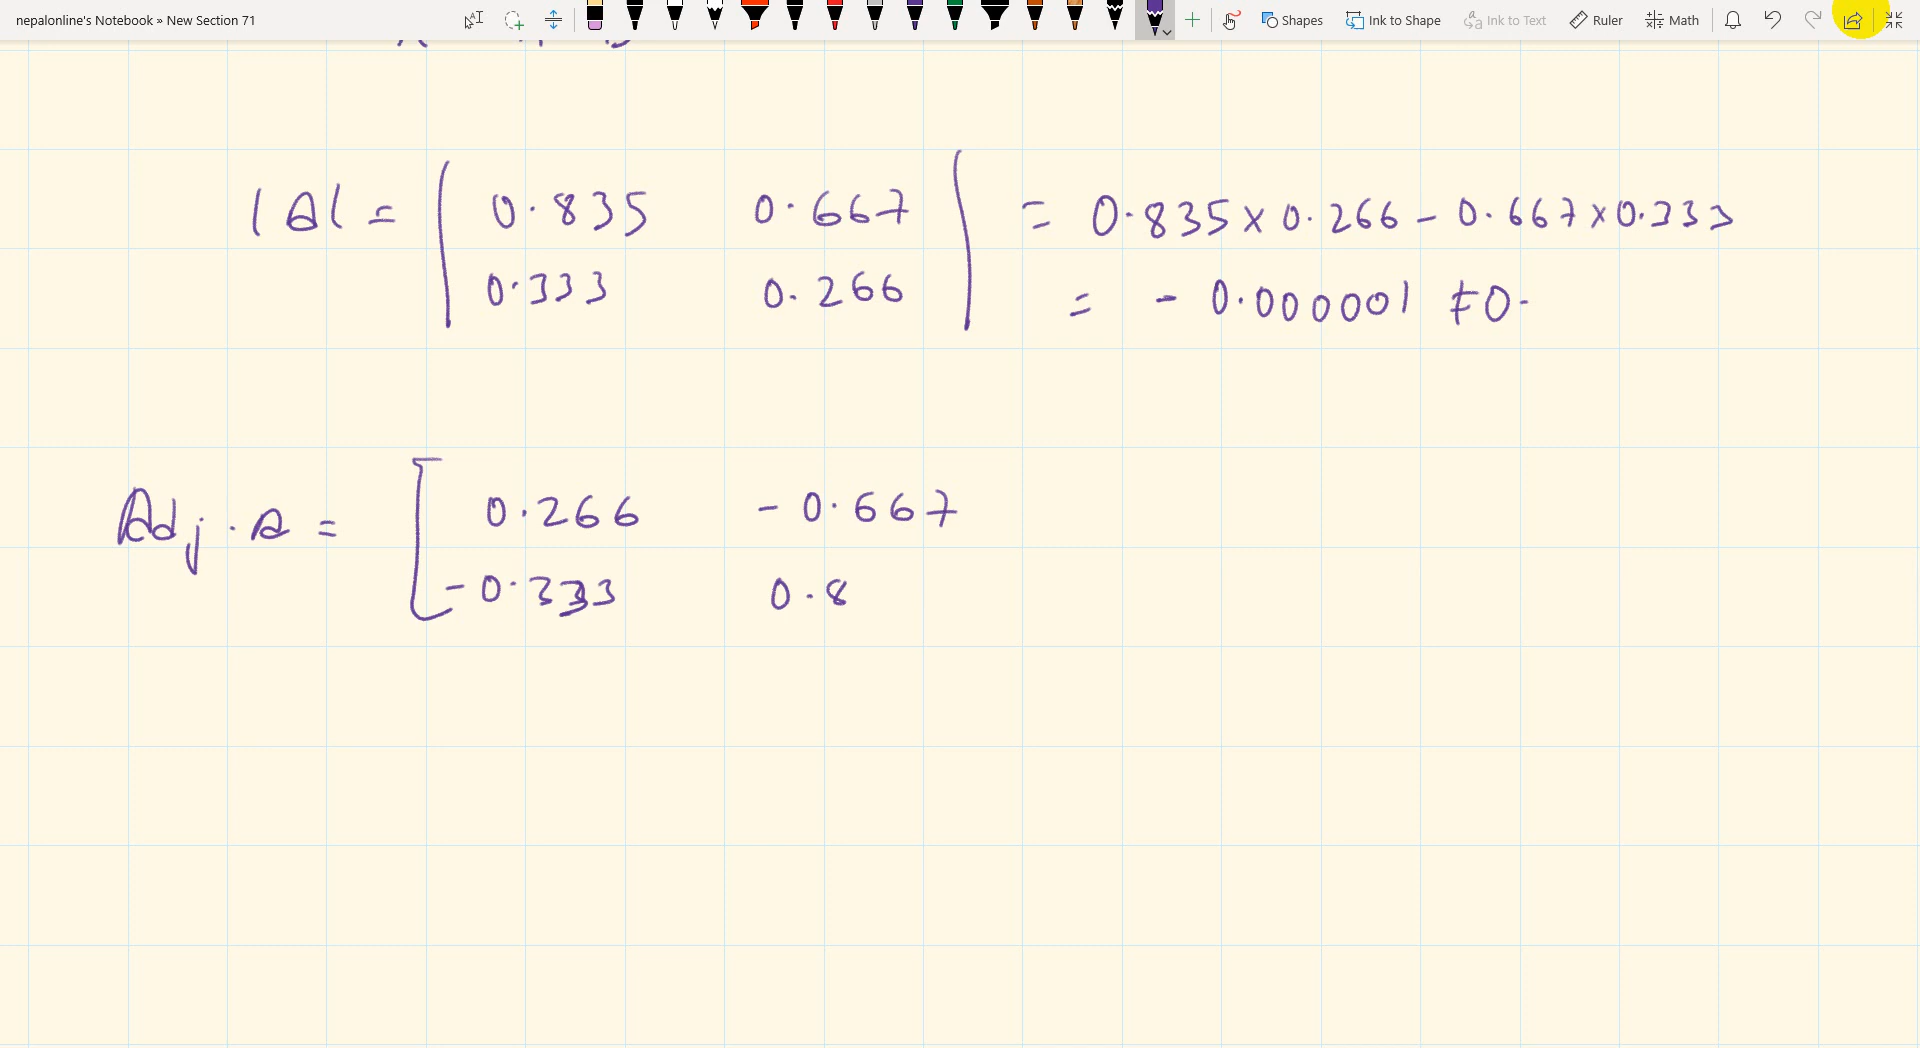 nepalonline's Notebook » New Section 71
Shapes
Ink to Shape
Ink to Text
Ruler
Math
|A| = | 0.835 0.667 | = 0.835 × 0.266 - 0.667 × 0.333
0.333 0.266 = - 0.000001 ≠ 0.
Adj. A = [ 0.266 - 0.667
- 0.333 0.8